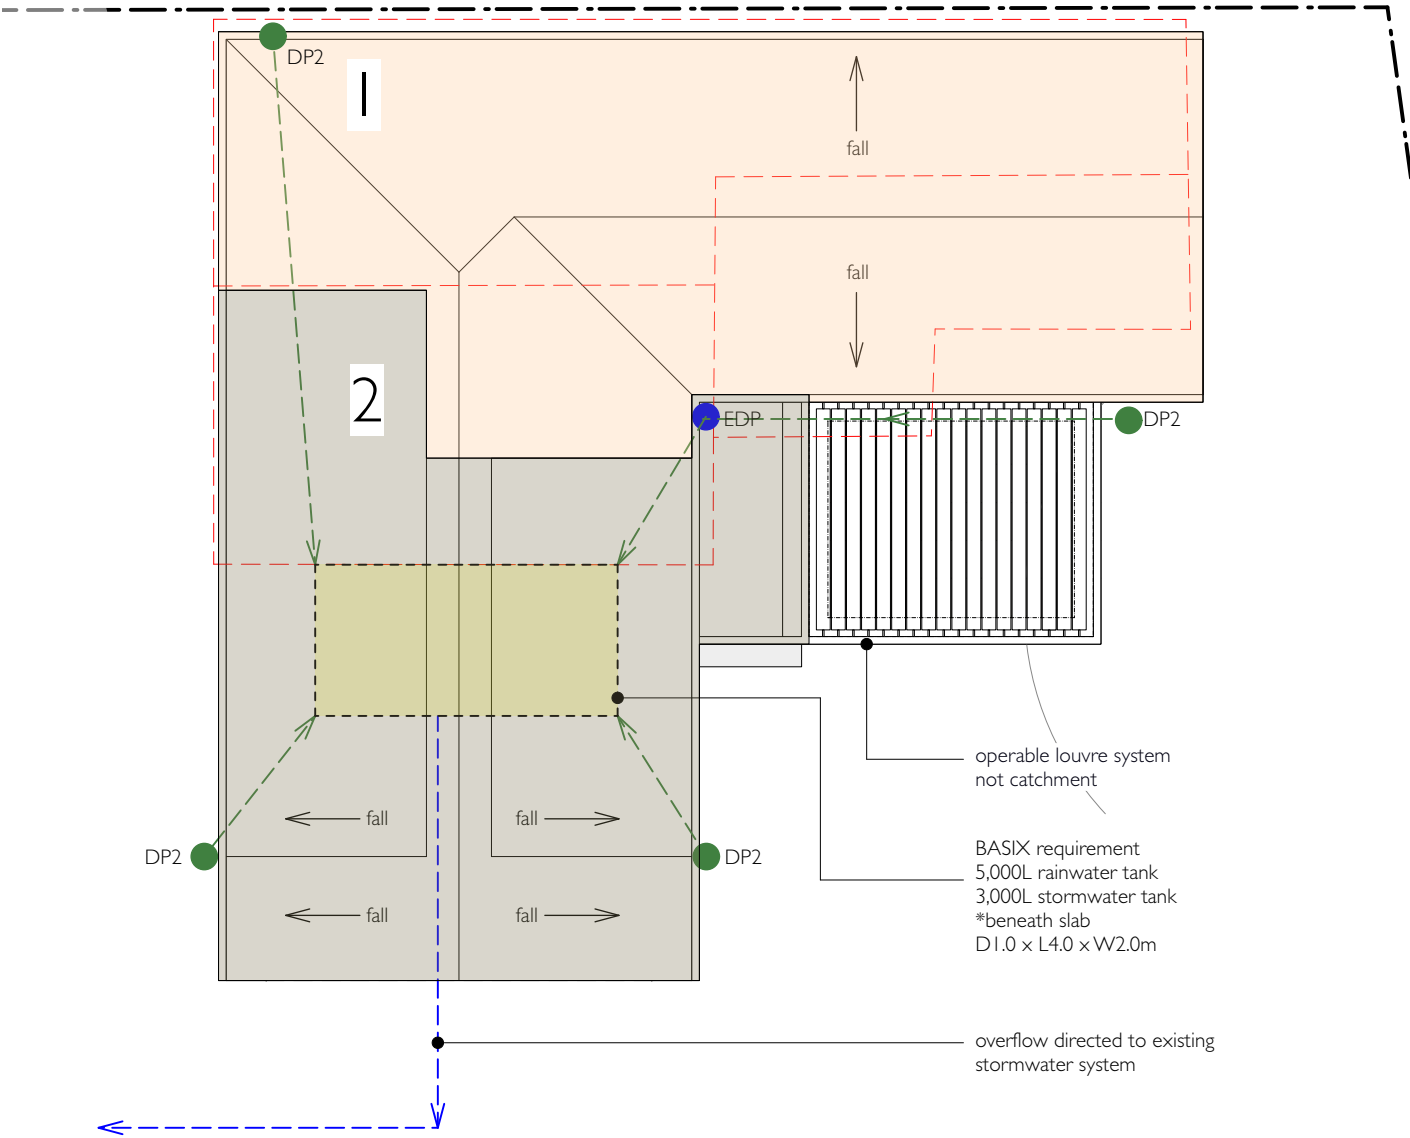 DP2
1
fall
fall
2
EDP
DP2
operable louvre system
not catchment
fall
fall
BASIX requirement
5,000L rainwater tank
3,000L stormwater tank
*beneath slab
D1.0 x L4.0 x W2.0m
DP2
DP2
fall
fall
overflow directed to existing
stormwater system